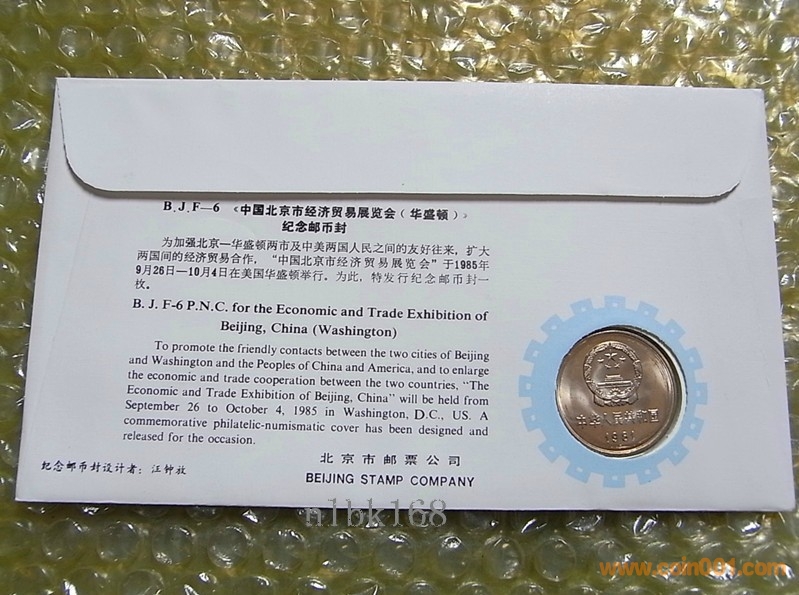 B.J.F—6 《中国北京市经济贸易展览会(华盛顿)》
纪念邮币封
为加强北京—华盛顿两市及中美两国人民之间的友好往来,扩大
两国间的经济贸易合作,“中国北京市经济贸易展览会”于1985年
9月26日—10月4日在美国华盛顿举行。为此,特发行纪念邮币封一
枚。
B. J. F-6 P.N.C. for the Economic and Trade Exhibition of
Beijing, China (Washington)
To promote the friendly contacts between the two cities of Beijing
and Washington and the Peoples of China and America, and to enlarge
the economic and trade cooperation between the two countries, "The
Economic and Trade Exhibition of Beijing, China" will be held from
September 26 to October 4, 1985 in Washington, D.C., US. A
commemorative philatelic-numismatic cover has been designed and
released for the occasion.
中华人民共和国
1981
纪念邮币封设计者:汪钟放
北京市邮票公司
BEIJING STAMP COMPANY
n1bk168
www.coin001.com